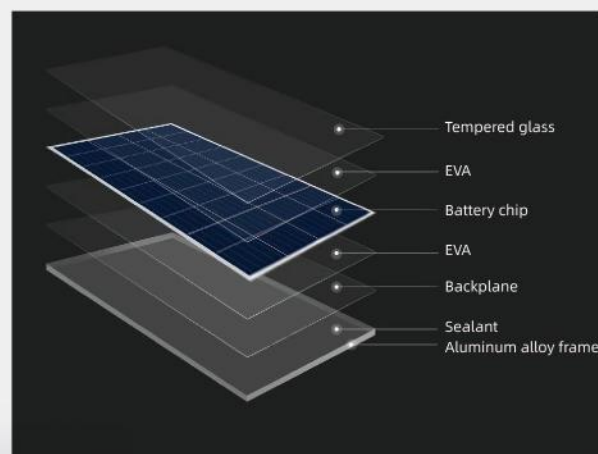 Tempered glass
EVA
Battery chip
EVA
Backplane
Sealant
Aluminum alloy frame